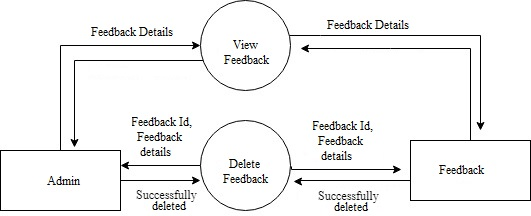 Feedback Details
Feedback Details
View
Feedback
Feedback Id,
Feedback
details
Feedback Id,
Feedback
details
Delete
Feedback
Admin
Feedback
Successfully
deleted
Successfully
deleted